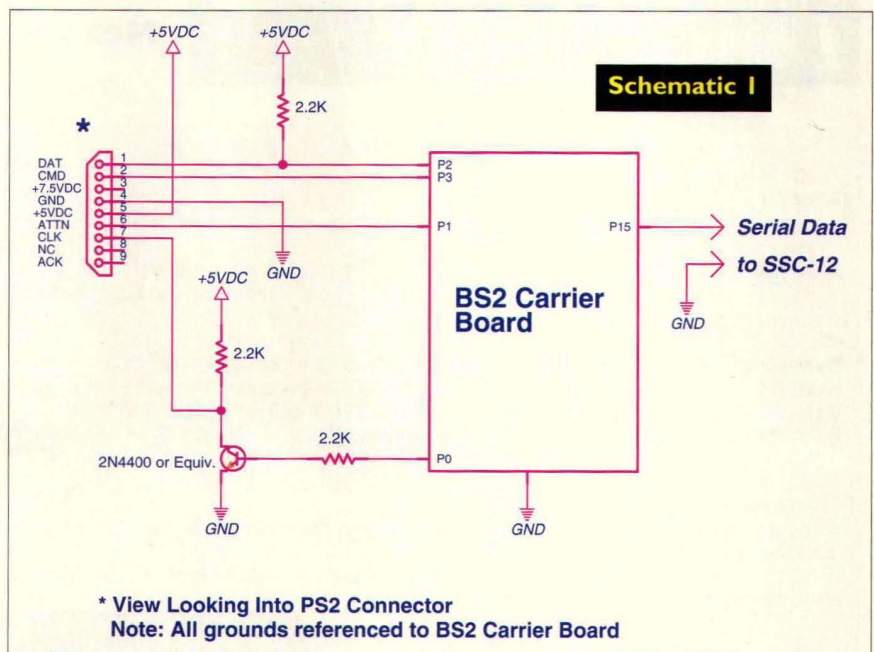 +5VDC
+5VDC
Schematic 1
2.2K
*
DAT 1
CMD 2
+7.5VDC 3
GND 4
+5VDC 5
ATTN 6
CLK 7
NC 8
ACK 9
P2
P3
P1
P15
Serial Data
to SSC-12
GND
+5VDC
GND
BS2 Carrier
Board
2.2K
2.2K
2N4400 or Equiv.
P0
GND
GND
* View Looking Into PS2 Connector
Note: All grounds referenced to BS2 Carrier Board